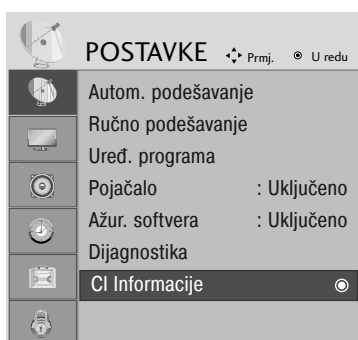 POSTAVKE Prmj. U redu
Autom. podešavanje
Ručno podešavanje
Uređ. programa
Pojačalo : Uključeno
Ažur. softvera : Uključeno
Dijagnostika
CI Informacije